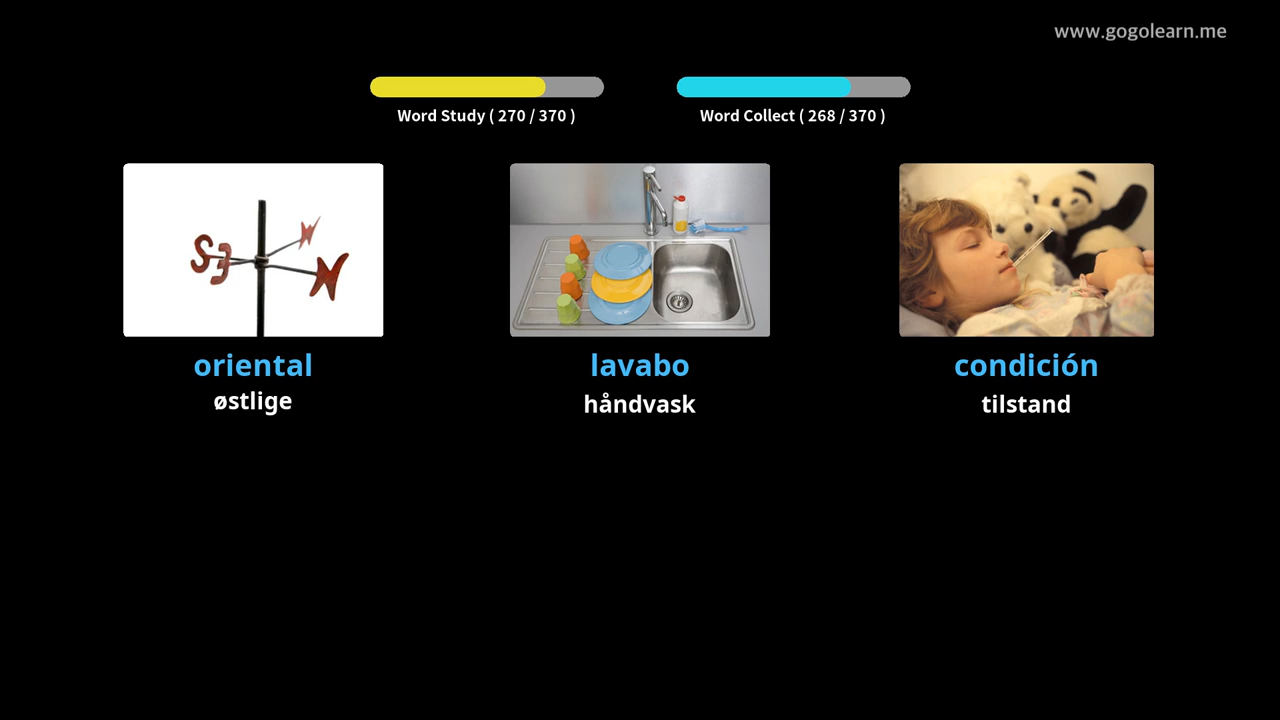 www.gogolearn.me
Word Study ( 270 / 370 )
Word Collect ( 268 / 370 )
S E N N
oriental
østlige
lavabo
håndvask
condición
tilstand